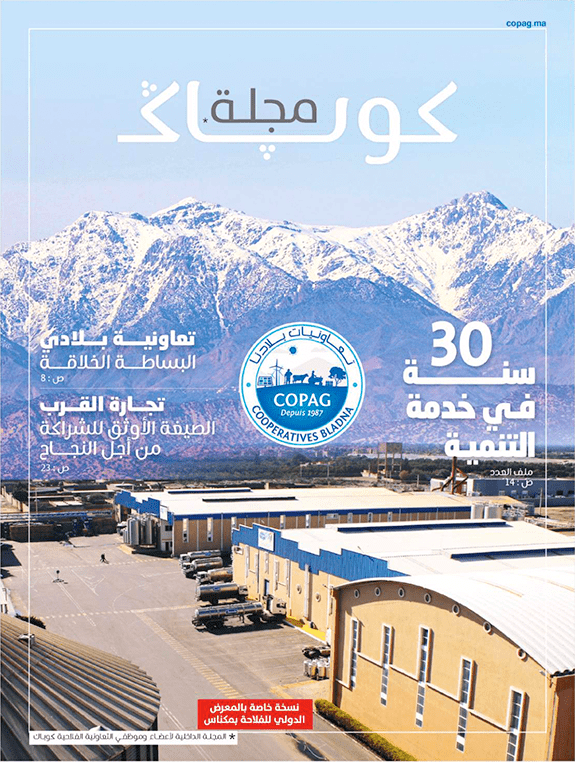 copag.ma
مجلة*
كوپاڭ
30
سنة
في خدمة
التنمية
ملف العدد
ص : 14
تعاونية بلادي
البساطة الخلاقة
ص : 8
تجارة القرب
الصيغة الأوثق للشراكة
من أجل النجاح
ص : 23
تعاونيات بلادنا
COPAG
Depuis 1987
COOPERATIVES BLADNA
نسخة خاصة بالمعرض
الدولي للفلاحة بمكناس
* المجلة الداخلية لأعضاء وموظفي التعاونية الفلاحية كوباك